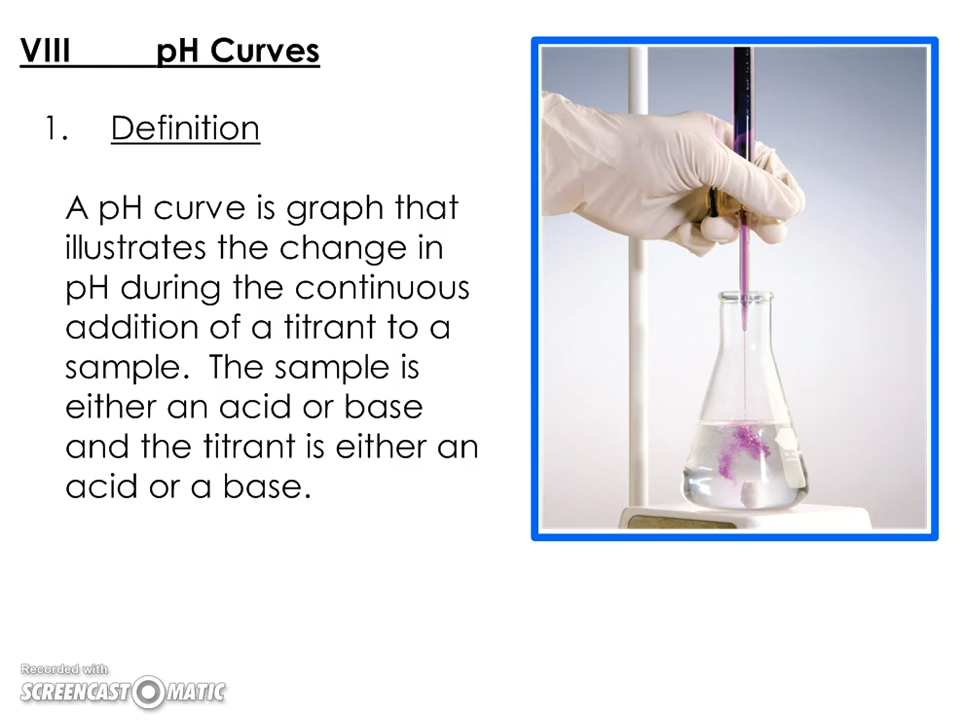 VIII pH Curves
1. Definition
A pH curve is graph that
illustrates the change in
pH during the continuous
addition of a titrant to a
sample. The sample is
either an acid or base
and the titrant is either an
acid or a base.
Recorded with
SCREENCAST MATIC